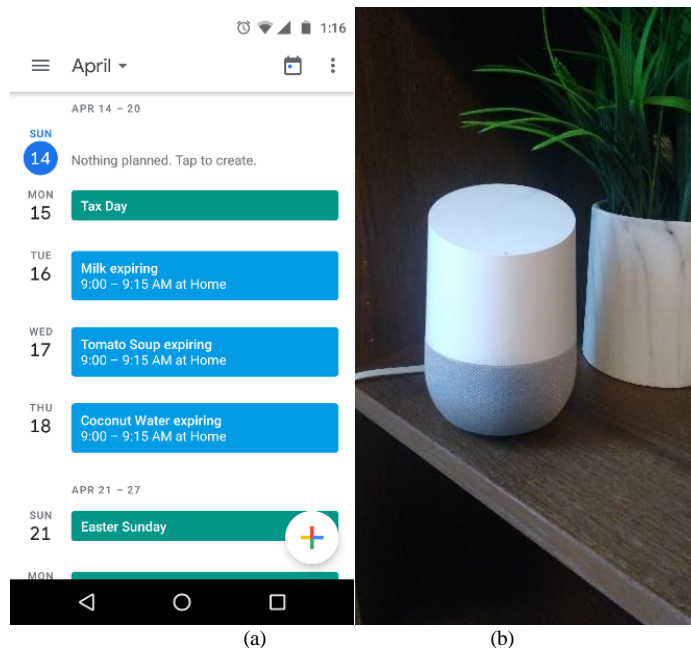 1:16
April
APR 14 – 20
SUN
14
Nothing planned. Tap to create.
MON
15
Tax Day
TUE
16
Milk expiring
9:00 – 9:15 AM at Home
WED
17
Tomato Soup expiring
9:00 – 9:15 AM at Home
THU
18
Coconut Water expiring
9:00 – 9:15 AM at Home
APR 21 – 27
SUN
21
Easter Sunday
MON
(a)
(b)